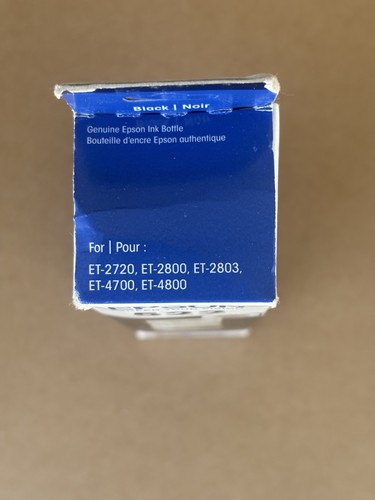 Black | Noir
Genuine Epson Ink Bottle
Bouteille d'encre Epson authentique
For | Pour :
ET-2720, ET-2800, ET-2803,
ET-4700, ET-4800